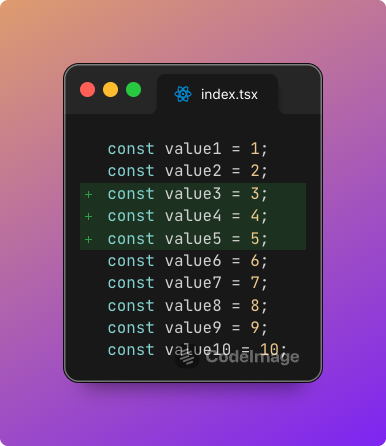 index.tsx
const value1 = 1;
const value2 = 2;
+ const value3 = 3;
+ const value4 = 4;
+ const value5 = 5;
const value6 = 6;
const value7 = 7;
const value8 = 8;
const value9 = 9;
const value10 = 10;
CodeImage